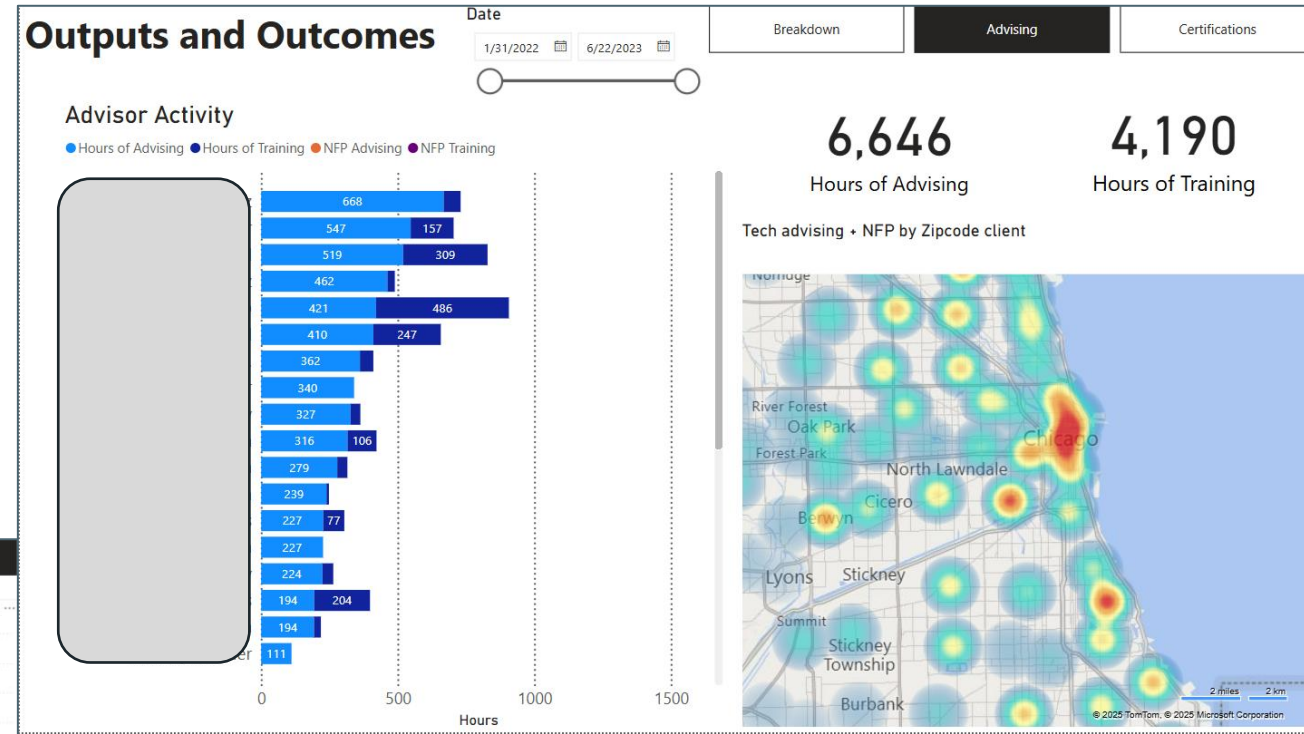 Outputs and Outcomes
Date
1/31/2022
6/22/2023
Breakdown
Advising
Certifications
Advisor Activity
Hours of Advising Hours of Training NFP Advising NFP Training
668
547 157
519 309
462
421 486
410 247
362
340
327
316 106
279
239
227 77
227
224
194 204
194
er 111
0 500 1000 1500
Hours
6,646
Hours of Advising
4,190
Hours of Training
Tech advising + NFP by Zipcode client
Norridge
River Forest
Oak Park
Forest Park
Chicago
North Lawndale
Cicero
Berwyn
Lyons
Stickney
Summit
Stickney
Township
Burbank
2 miles 2 km
© 2025 TomTom, © 2025 Microsoft Corporation